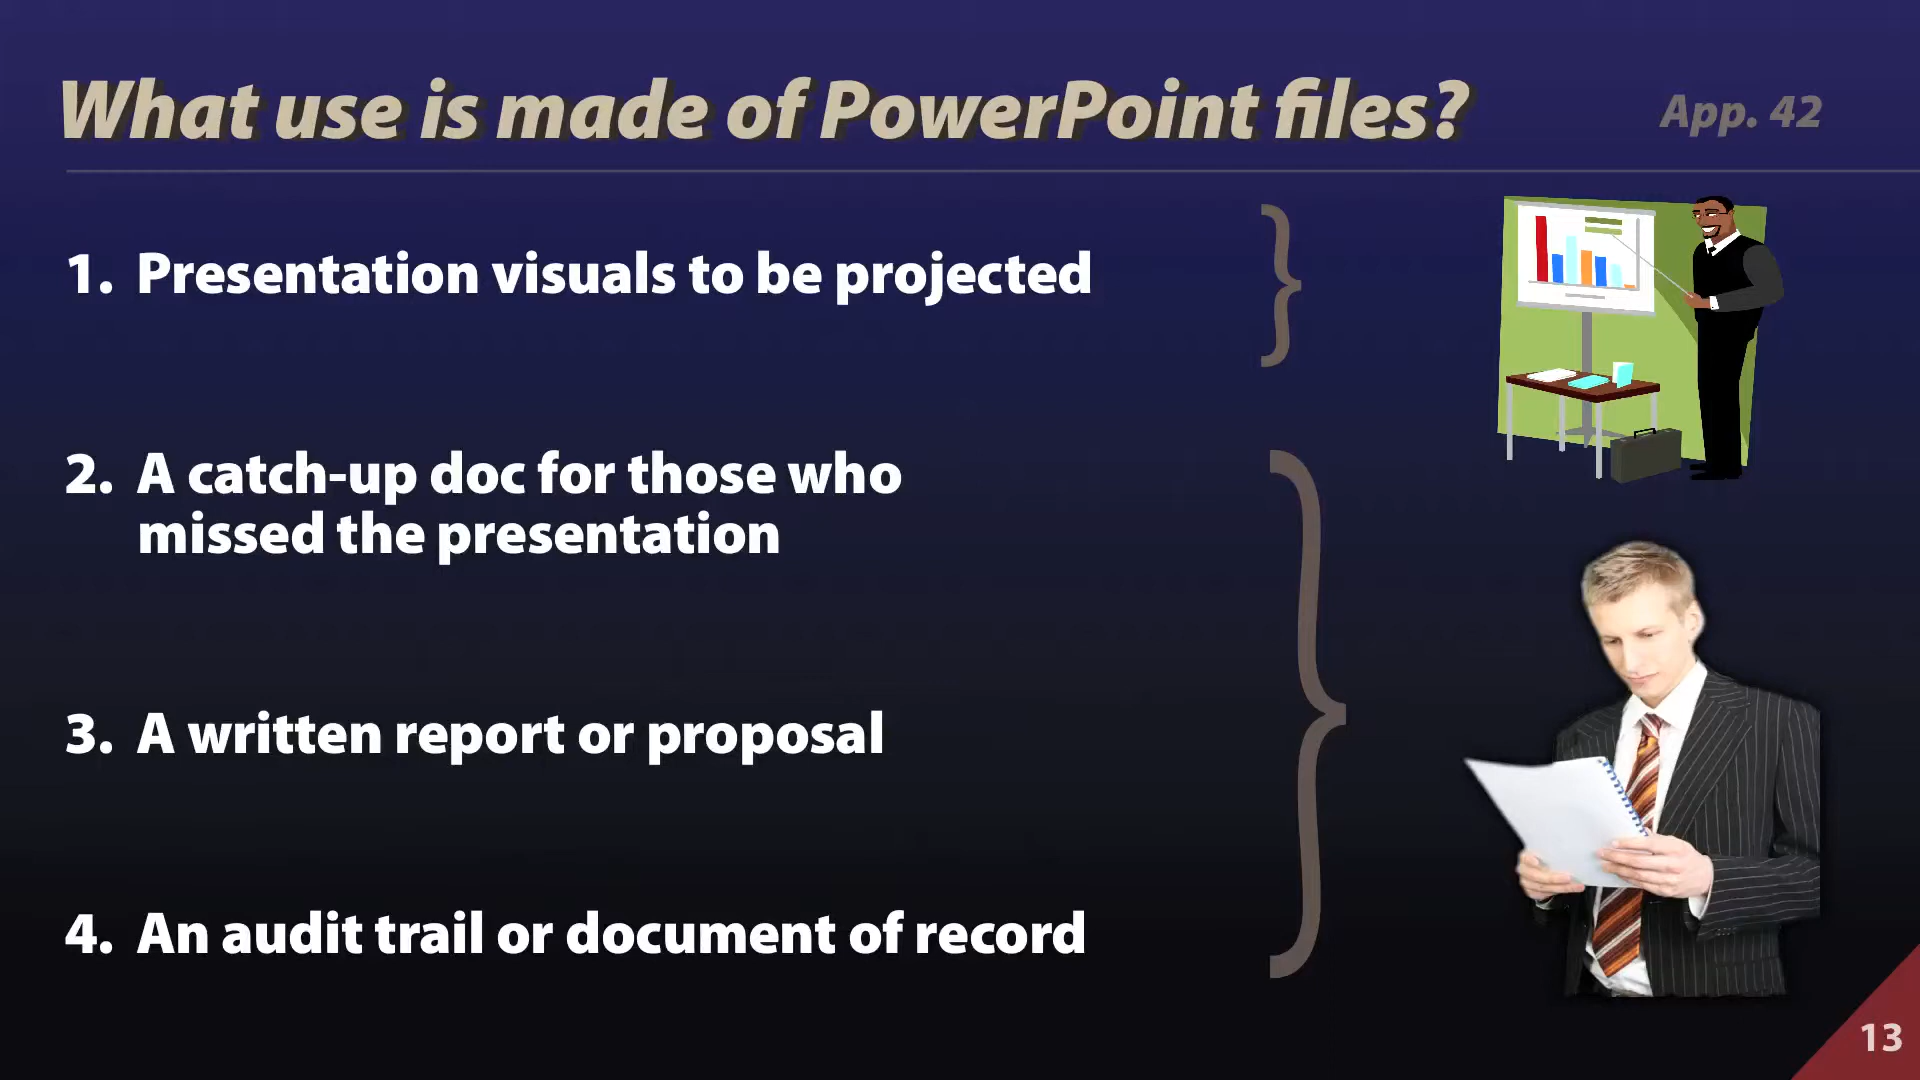 What use is made of PowerPoint files?
App. 42
1. Presentation visuals to be projected
2. A catch-up doc for those who
missed the presentation
3. A written report or proposal
4. An audit trail or document of record
13